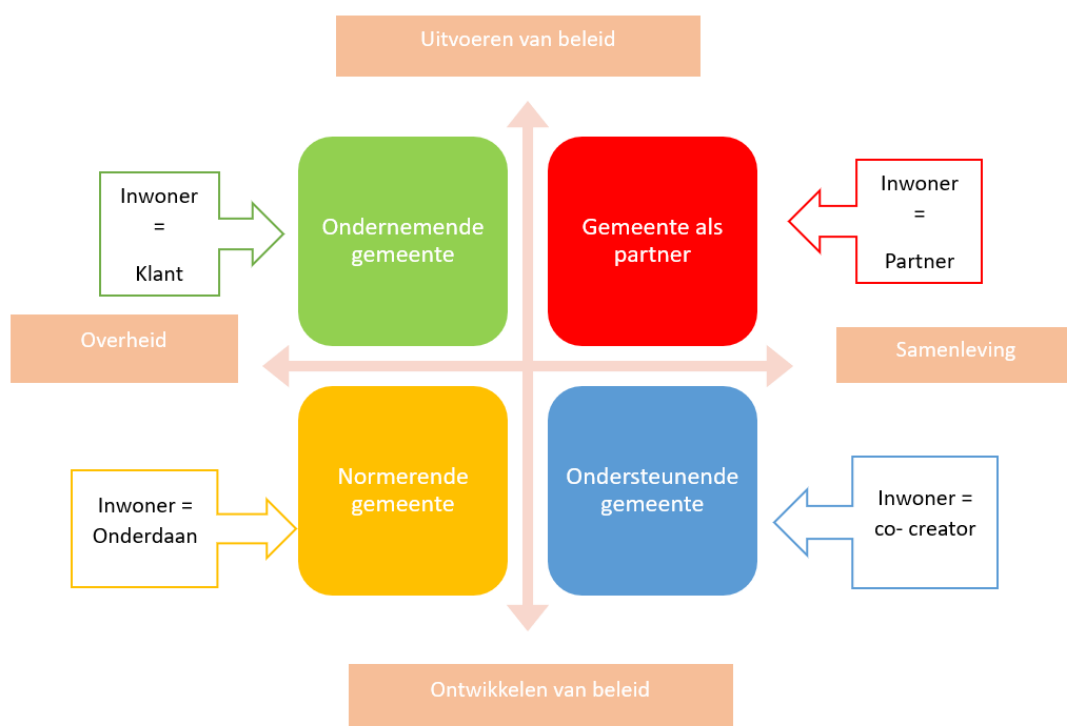 Uitvoeren van beleid
Inwoner
=
Klant
Ondernemende
gemeente
Gemeente als
partner
Inwoner
=
Partner
Overheid
Samenleving
Inwoner =
Onderdaan
Normerende
gemeente
Ondersteunende
gemeente
Inwoner =
co- creator
Ontwikkelen van beleid